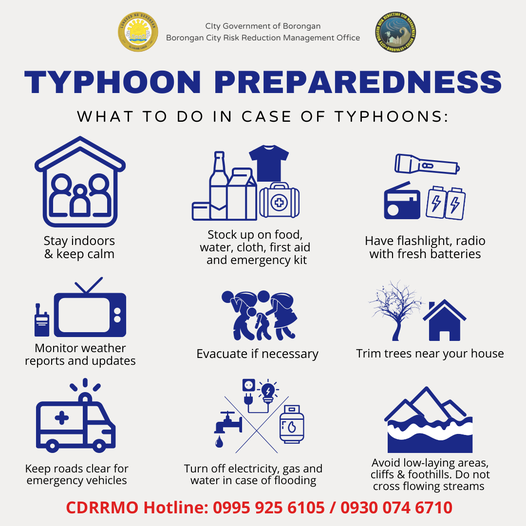 City Government of Borongan
Borongan City Risk Reduction Management Office
TYPHOON PREPAREDNESS
WHAT TO DO IN CASE OF TYPHOONS:
Stay indoors
& keep calm
Stock up on food,
water, cloth, first aid
and emergency kit
Have flashlight, radio
with fresh batteries
Monitor weather
reports and updates
Evacuate if necessary
Trim trees near your house
Keep roads clear for
emergency vehicles
Turn off electricity, gas and
water in case of flooding
Avoid low-laying areas,
cliffs & foothills. Do not
cross flowing streams
CDRRMO Hotline: 0995 925 6105 / 0930 074 6710